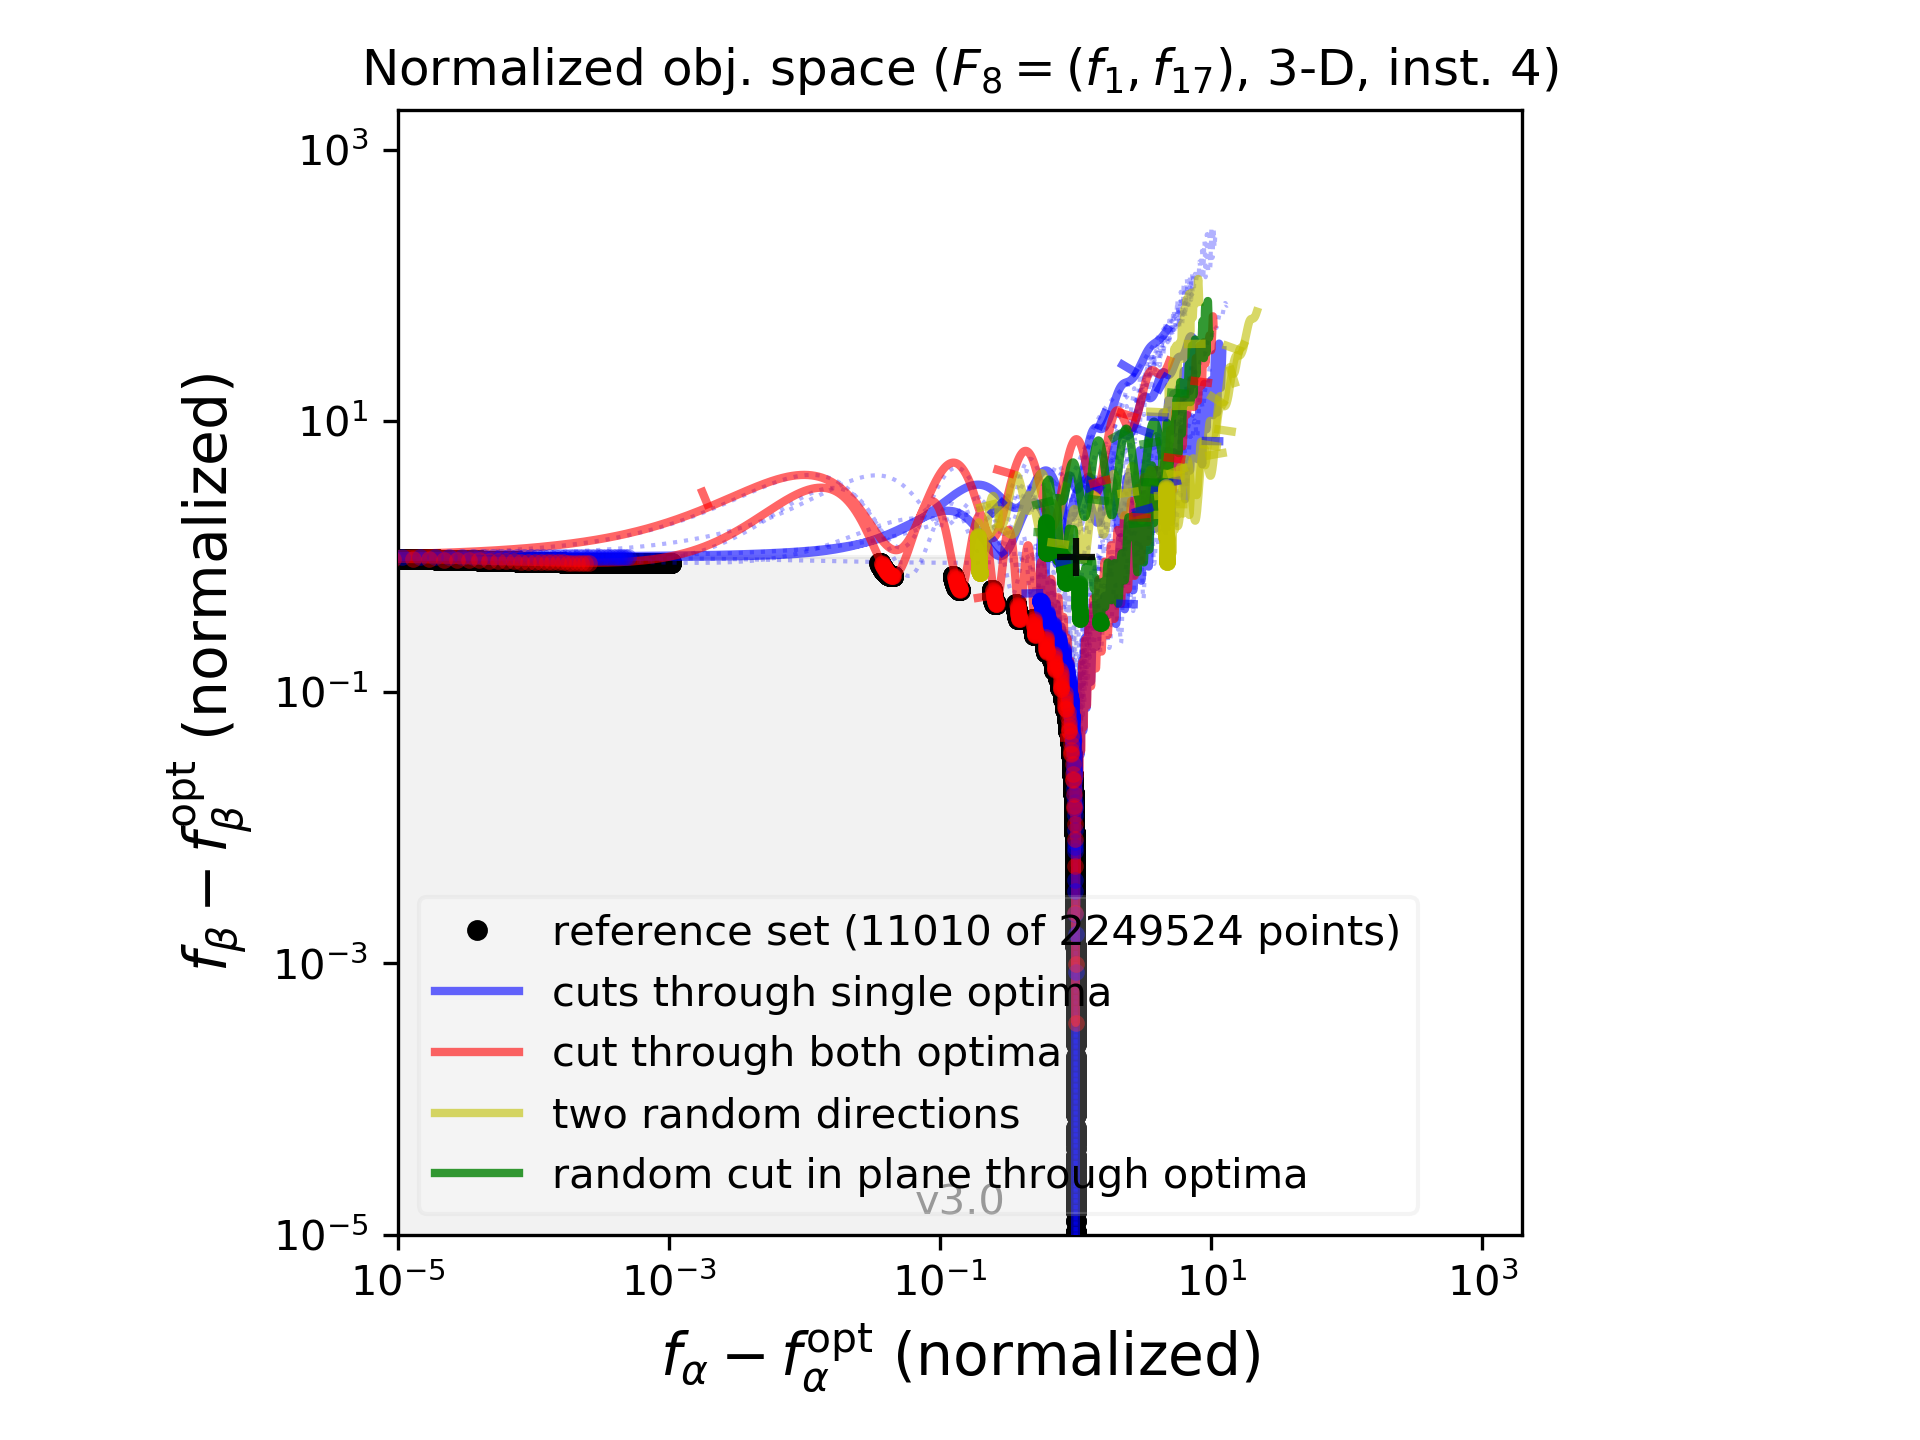 Normalized obj. space (F₈ = (f₁, f₁₇), 3-D, inst. 4)
f_β − f_β^opt (normalized)
10³
10¹
10⁻¹
10⁻³
10⁻⁵
reference set (11010 of 2249524 points)
cuts through single optima
cut through both optima
two random directions
random cut in plane through optima
v3.0
10⁻⁵ 10⁻³ 10⁻¹ 10¹ 10³
f_α − f_α^opt (normalized)